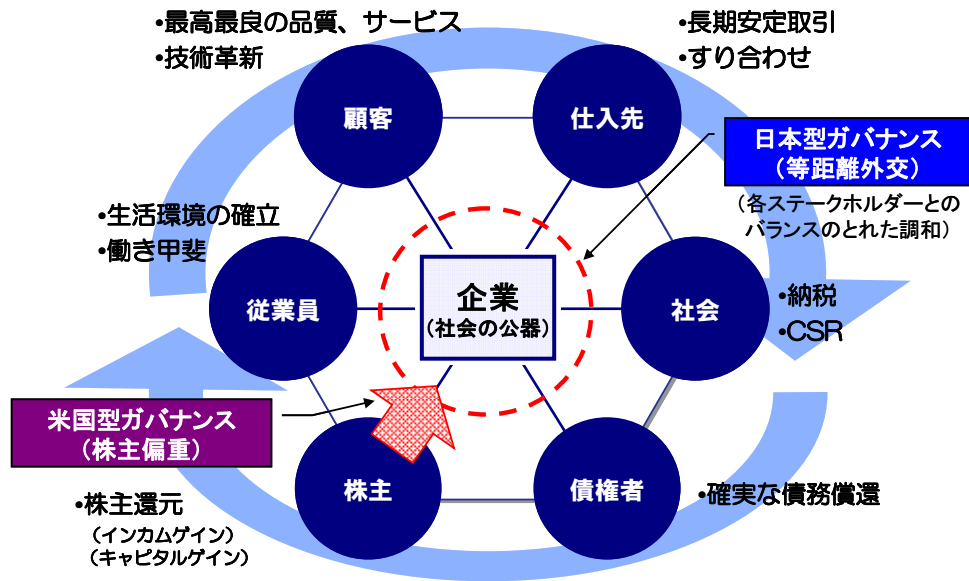 •最高最良の品質、サービス
•技術革新
•長期安定取引
•すり合わせ
顧客
仕入先
日本型ガバナンス
（等距離外交）
（各ステークホルダーとの
バランスのとれた調和）
•生活環境の確立
•働き甲斐
従業員
企業
（社会の公器）
社会
•納税
•CSR
米国型ガバナンス
（株主偏重）
株主
債権者
•株主還元
（インカムゲイン）
（キャピタルゲイン）
•確実な債務償還